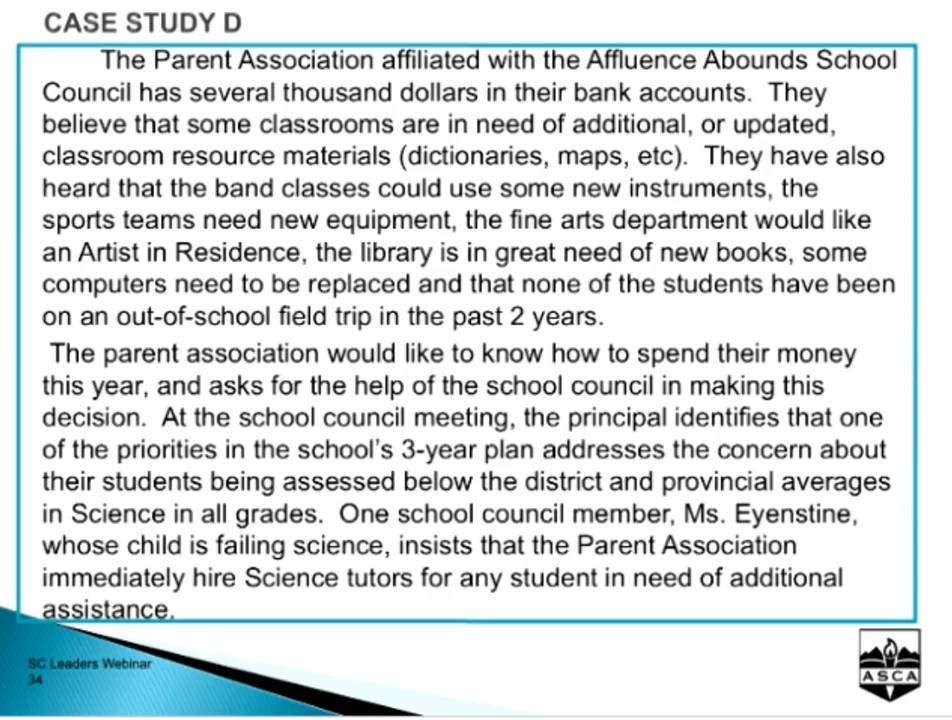 CASE STUDY D
The Parent Association affiliated with the Affluence Abounds School
Council has several thousand dollars in their bank accounts.  They
believe that some classrooms are in need of additional, or updated,
classroom resource materials (dictionaries, maps, etc).  They have also
heard that the band classes could use some new instruments, the
sports teams need new equipment, the fine arts department would like
an Artist in Residence, the library is in great need of new books, some
computers need to be replaced and that none of the students have been
on an out-of-school field trip in the past 2 years.
The parent association would like to know how to spend their money
this year, and asks for the help of the school council in making this
decision.  At the school council meeting, the principal identifies that one
of the priorities in the school's 3-year plan addresses the concern about
their students being assessed below the district and provincial averages
in Science in all grades.  One school council member, Ms. Eyenstine,
whose child is failing science, insists that the Parent Association
immediately hire Science tutors for any student in need of additional
assistance.
SC Leaders Webinar
34
ASCA